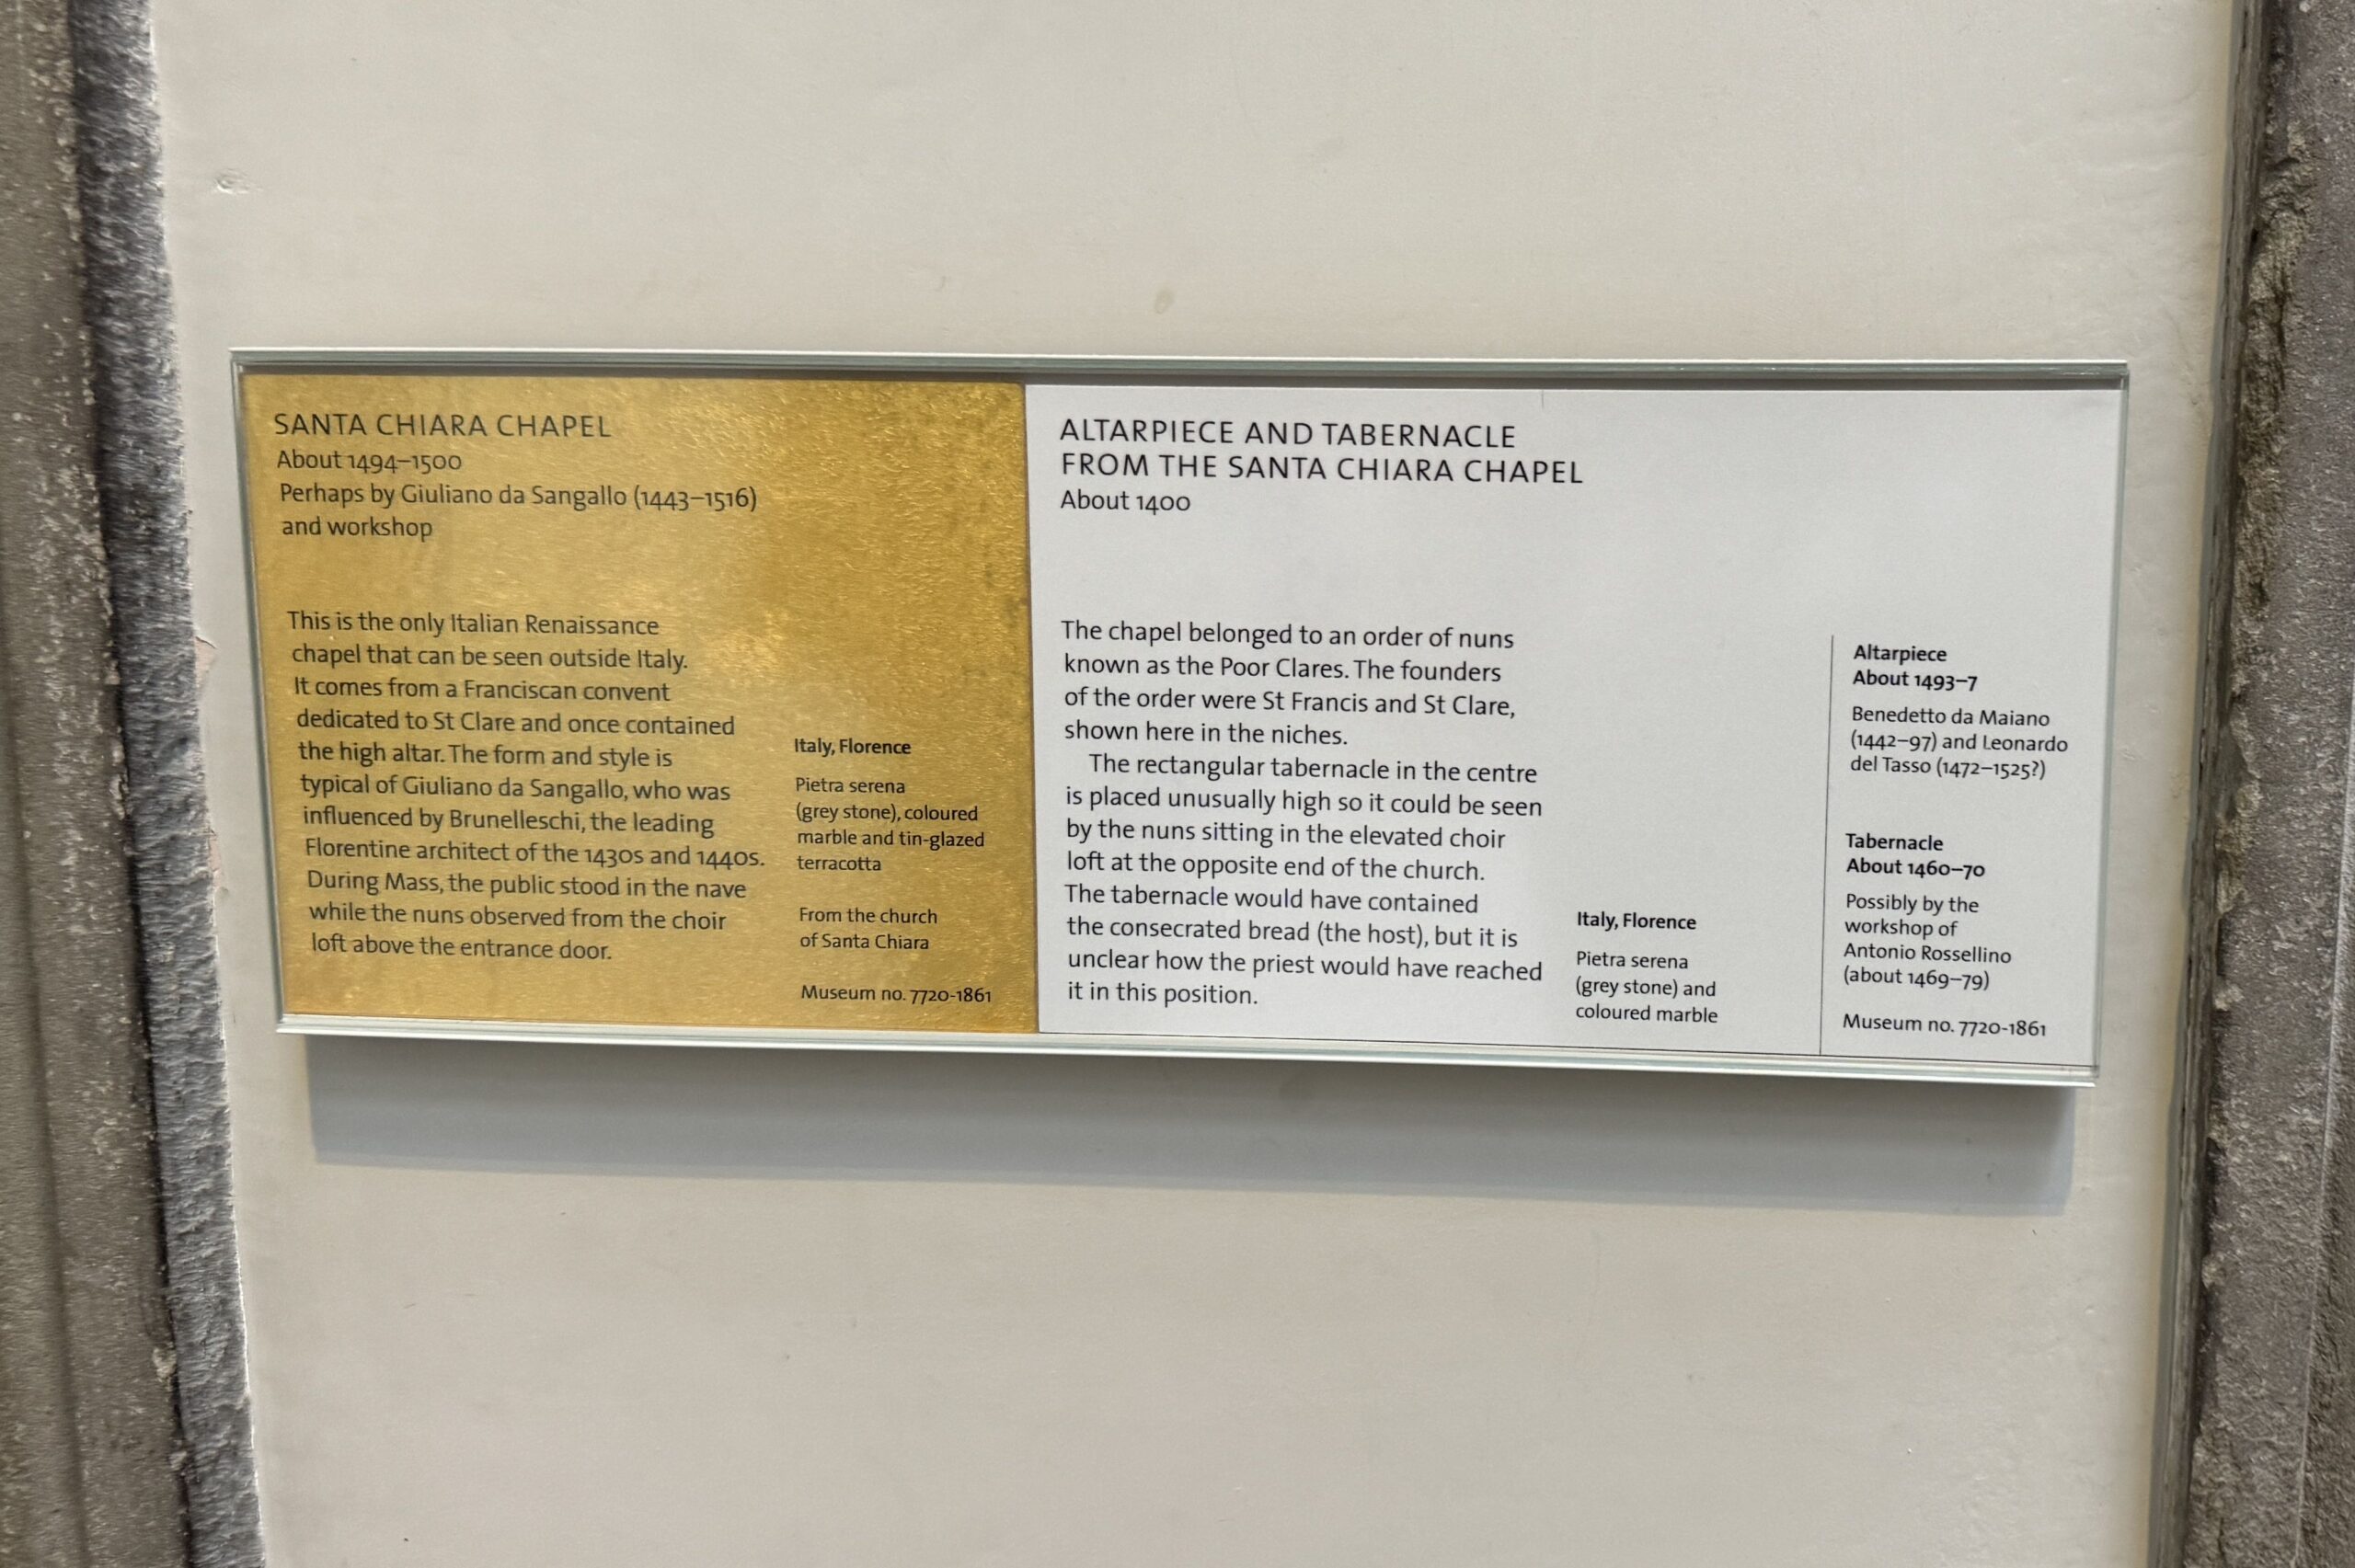 SANTA CHIARA CHAPEL
About 1494–1500
Perhaps by Giuliano da Sangallo (1443–1516)
and workshop
This is the only Italian Renaissance
chapel that can be seen outside Italy.
It comes from a Franciscan convent
dedicated to St Clare and once contained
the high altar. The form and style is
typical of Giuliano da Sangallo, who was
influenced by Brunelleschi, the leading
Florentine architect of the 1430s and 1440s.
During Mass, the public stood in the nave
while the nuns observed from the choir
loft above the entrance door.
Italy, Florence
Pietra serena
(grey stone), coloured
marble and tin-glazed
terracotta
From the church
of Santa Chiara
Museum no. 7720-1861
ALTARPIECE AND TABERNACLE
FROM THE SANTA CHIARA CHAPEL
About 1400
The chapel belonged to an order of nuns
known as the Poor Clares. The founders
of the order were St Francis and St Clare,
shown here in the niches.
The rectangular tabernacle in the centre
is placed unusually high so it could be seen
by the nuns sitting in the elevated choir
loft at the opposite end of the church.
The tabernacle would have contained
the consecrated bread (the host), but it is
unclear how the priest would have reached
it in this position.
Italy, Florence
Pietra serena
(grey stone) and
coloured marble
Altarpiece
About 1493–7
Benedetto da Maiano
(1442–97) and Leonardo
del Tasso (1472–1525?)
Tabernacle
About 1460–70
Possibly by the
workshop of
Antonio Rossellino
(about 1469–79)
Museum no. 7720-1861